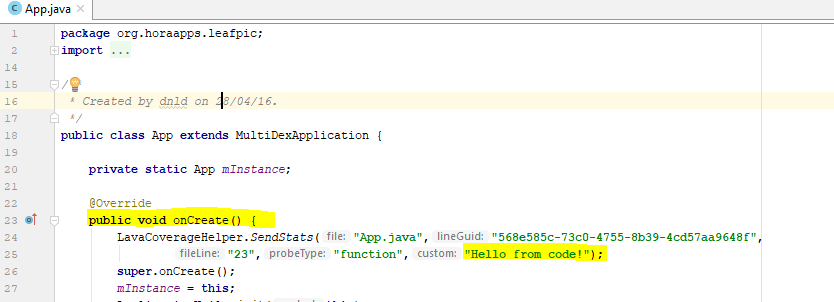 App.java
1 package org.horaapps.leafpic;
2 import ...
14
15 /
16 * Created by dnld on 28/04/16.
17 */
18 public class App extends MultiDexApplication {
19
20 private static App mInstance;
21
22 @Override
23 public void onCreate() {
24 LavaCoverageHelper.SendStats( file: "App.java", lineGuid: "568e585c-73c0-4755-8b39-4cd57aa9648f",
25 fileLine: "23", probeType: "function", custom: "Hello from code!");
26 super.onCreate();
27 mInstance = this;